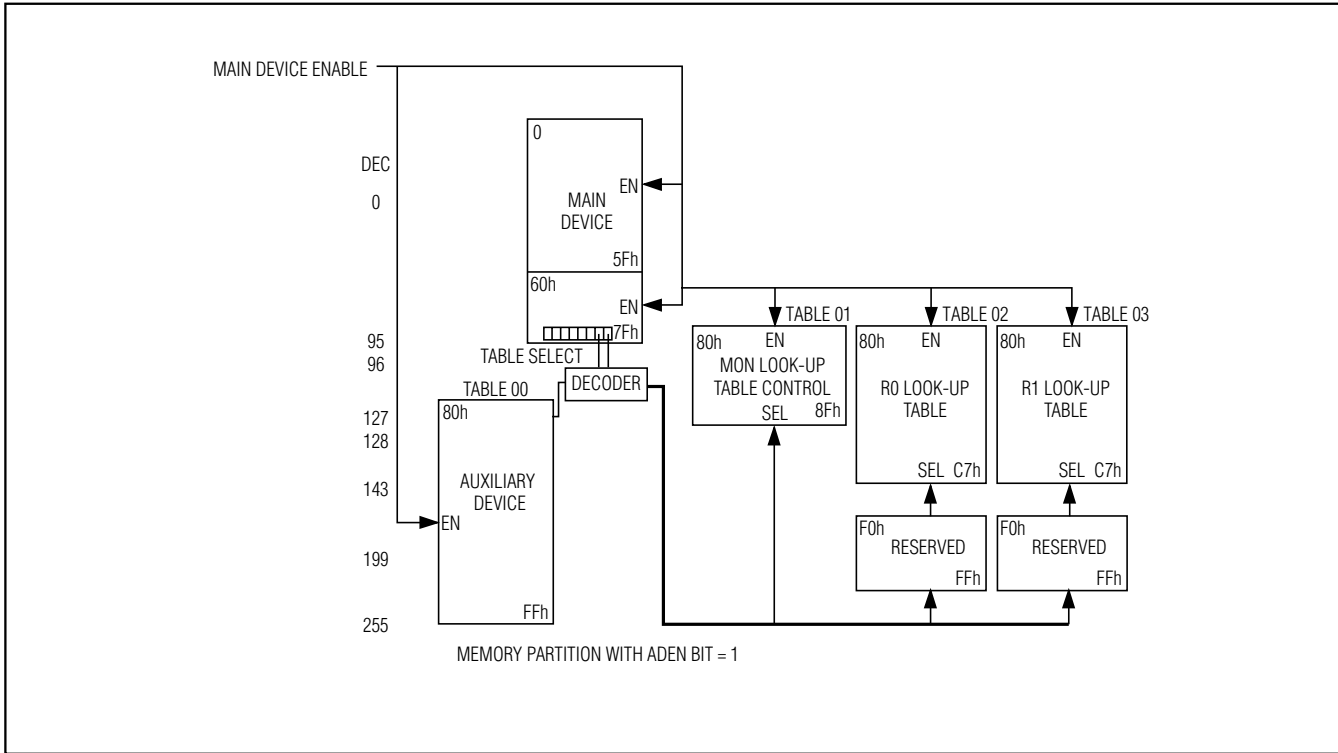 MAIN DEVICE ENABLE
DEC
0
95
96
127
128
143
199
255
0
EN
MAIN
DEVICE
5Fh
60h
EN
7Fh
TABLE SELECT
DECODER
TABLE 00
80h
AUXILIARY
DEVICE
EN
FFh
TABLE 01
80h
EN
MON LOOK-UP
TABLE CONTROL
SEL
8Fh
TABLE 02
80h
EN
R0 LOOK-UP
TABLE
SEL
C7h
F0h
RESERVED
FFh
TABLE 03
80h
EN
R1 LOOK-UP
TABLE
SEL
C7h
F0h
RESERVED
FFh
MEMORY PARTITION WITH ADEN BIT = 1